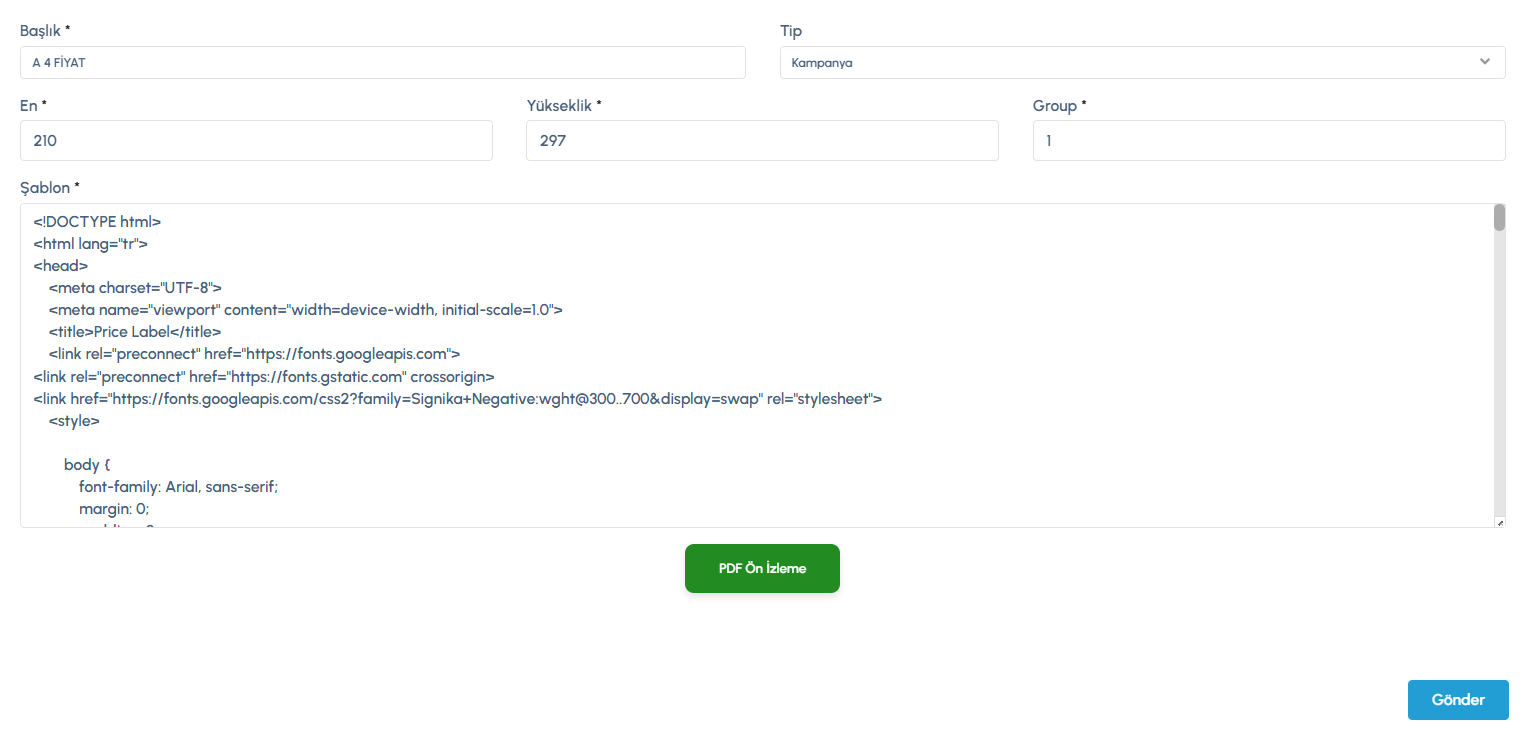 Başlık *
Tip
A 4 FİYAT
Kampanya
En *
Yükseklik *
Group *
210
297
1
Şablon *
<!DOCTYPE html>
<html lang="tr">
<head>
<meta charset="UTF-8">
<meta name="viewport" content="width=device-width, initial-scale=1.0">
<title>Price Label</title>
<link rel="preconnect" href="https://fonts.googleapis.com">
<link rel="preconnect" href="https://fonts.gstatic.com" crossorigin>
<link href="https://fonts.googleapis.com/css2?family=Signika+Negative:wght@300..700&display=swap" rel="stylesheet">
<style>
body {
font-family: Arial, sans-serif;
margin: 0;
PDF Ön İzleme
Gönder